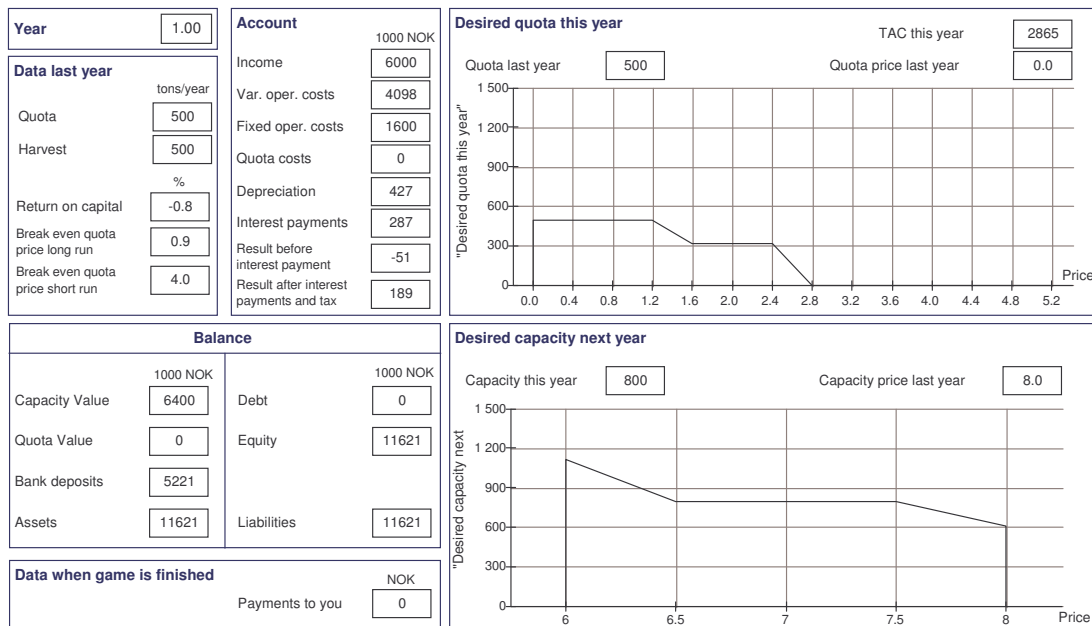 Year 1.00
Data last year
tons/year
Quota 500
Harvest 500
%
Return on capital -0.8
Break even quota
price long run 0.9
Break even quota
price short run 4.0
Account
1000 NOK
Income 6000
Var. oper. costs 4098
Fixed oper. costs 1600
Quota costs 0
Depreciation 427
Interest payments 287
Result before
interest payment -51
Result after interest
payments and tax 189
Desired quota this year
TAC this year 2865
Quota last year 500 Quota price last year 0.0
"Desired quota this year"
1 500
1 200
900
600
300
0
0.0 0.4 0.8 1.2 1.6 2.0 2.4 2.8 3.2 3.6 4.0 4.4 4.8 5.2
Price
Balance
1000 NOK 1000 NOK
Capacity Value 6400 Debt 0
Quota Value 0 Equity 11621
Bank deposits 5221
Assets 11621 Liabilities 11621
Data when game is finished
NOK
Payments to you 0
Desired capacity next year
Capacity this year 800 Capacity price last year 8.0
"Desired capacity next
1 500
1 200
900
600
300
0
6 6.5 7 7.5 8 Price